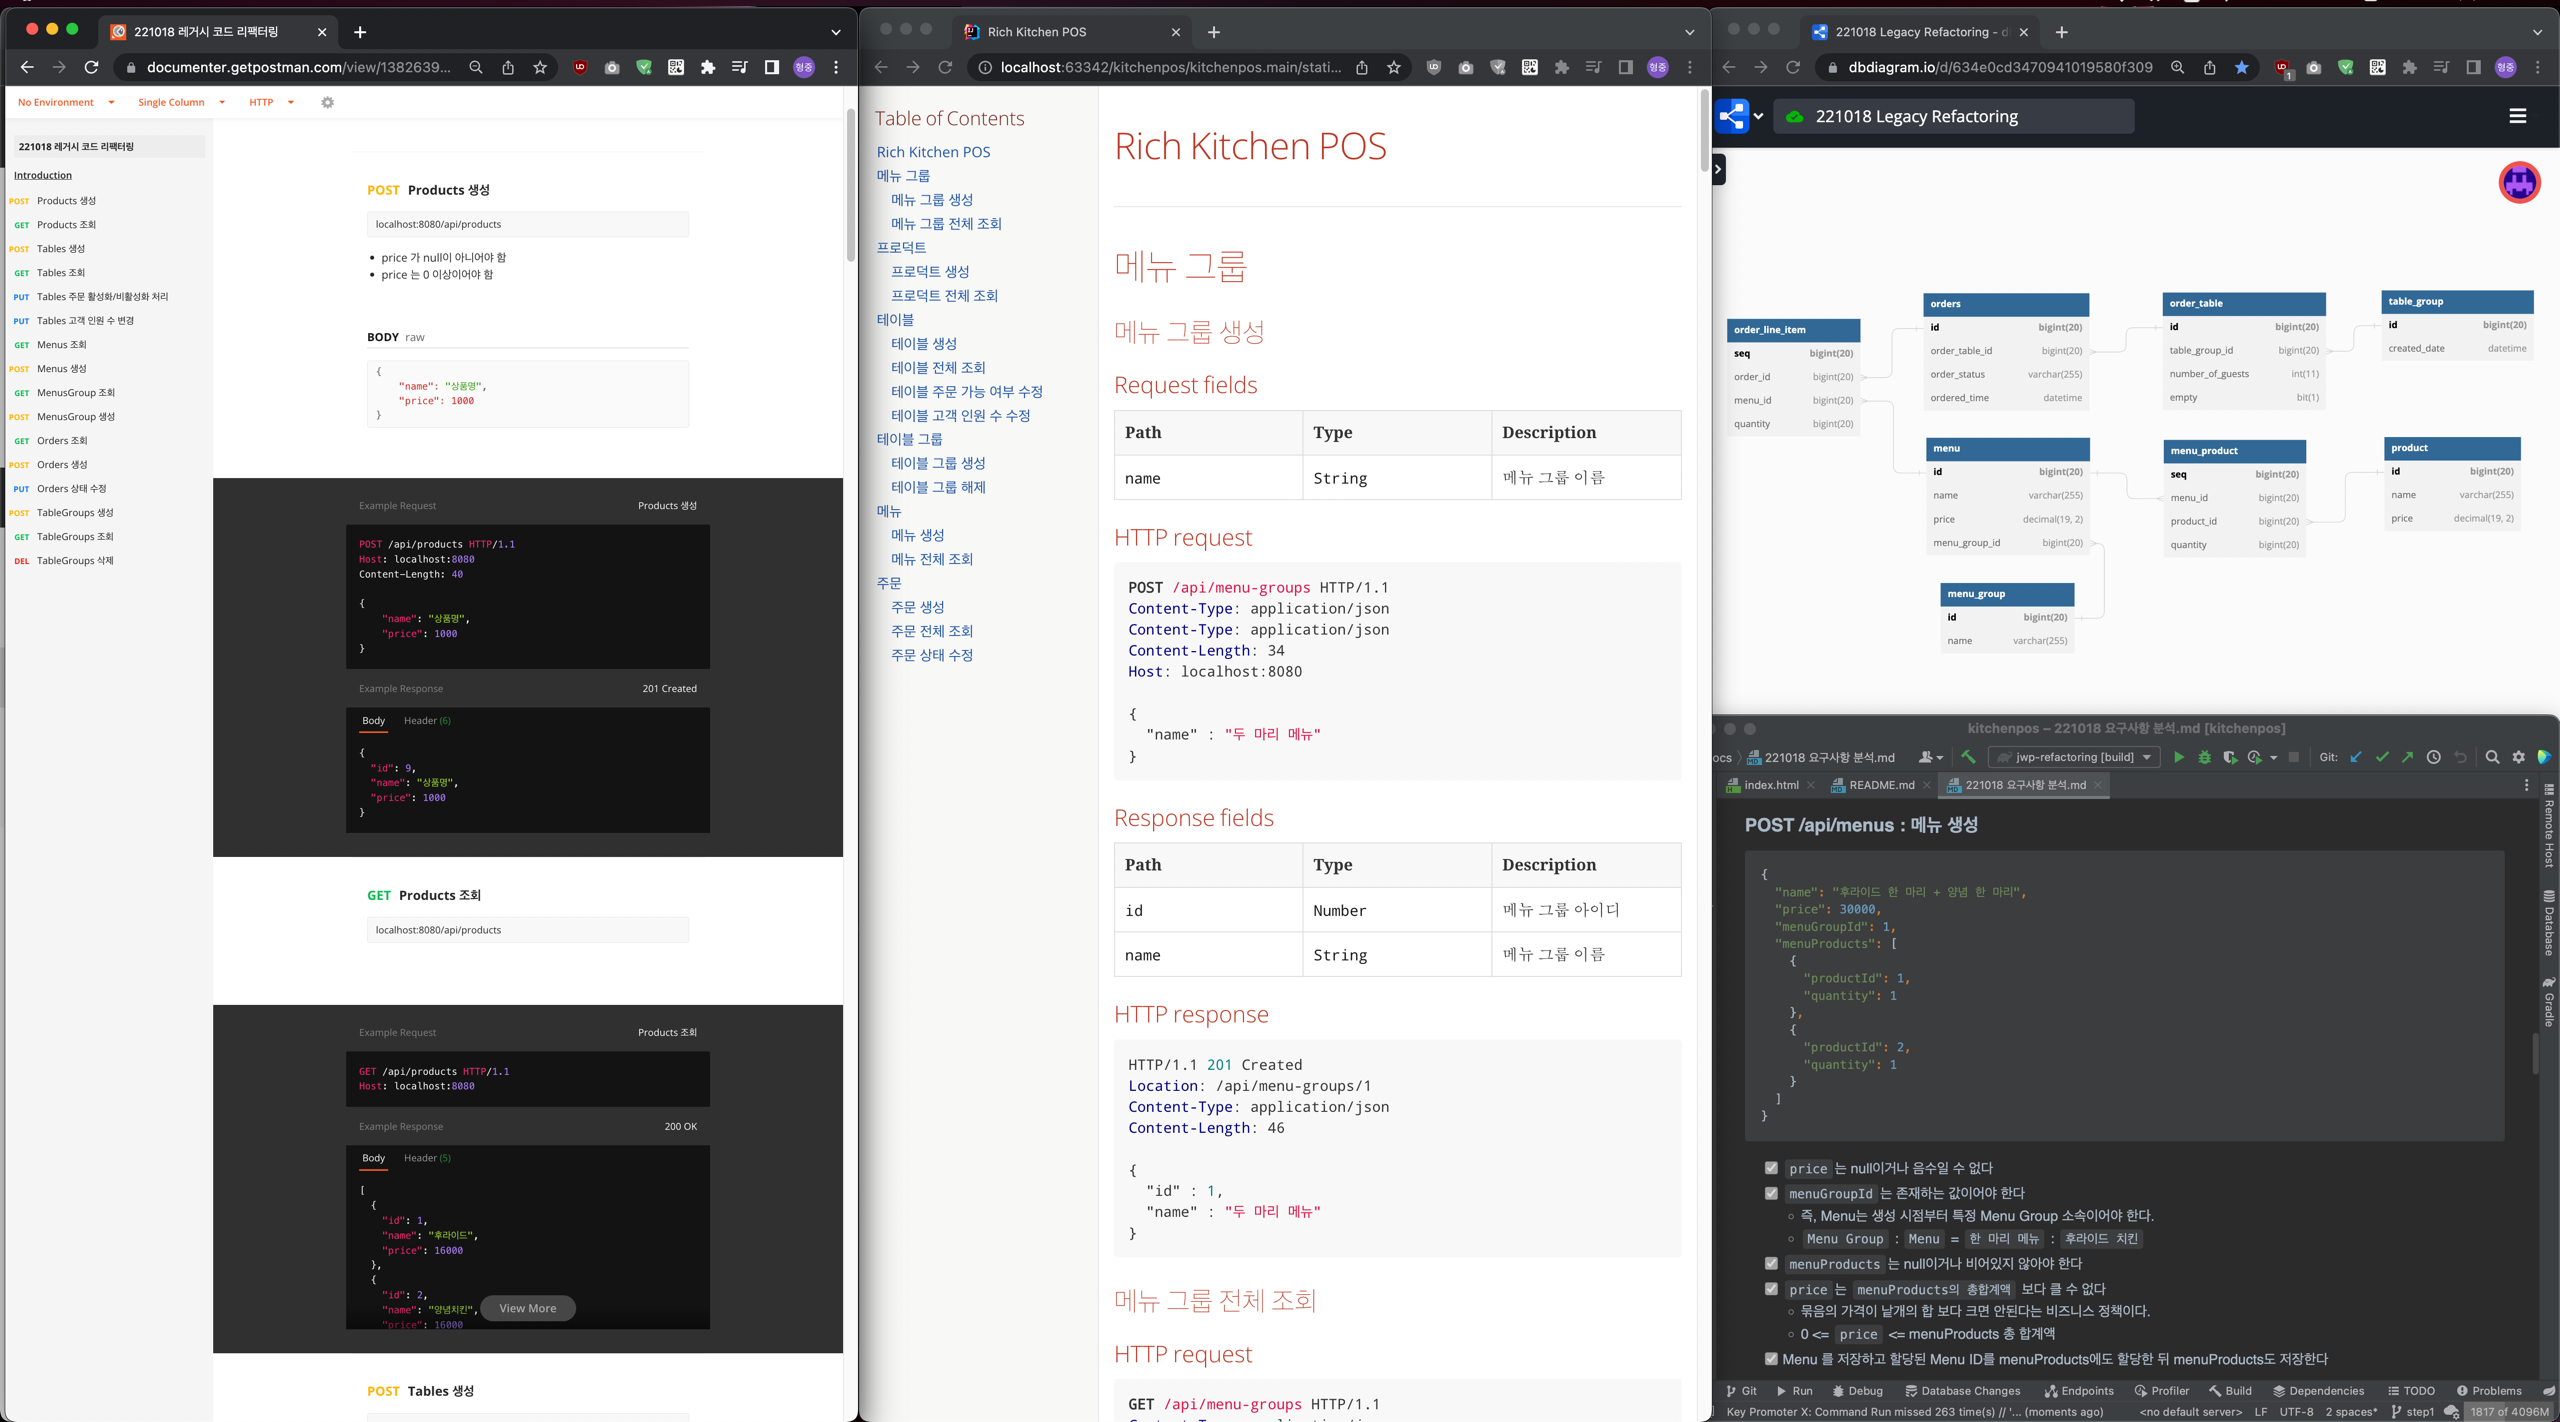 221018 레거시 코드 리팩터링
documenter.getpostman.com/view/1382639...
형중
No Environment
Single Column
HTTP
221018 레거시 코드 리팩터링
Introduction
POST Products 생성
GET Products 조회
POST Tables 생성
GET Tables 조회
PUT Tables 주문 활성화/비활성화 처리
PUT Tables 고객 인원 수 변경
GET Menus 조회
POST Menus 생성
GET MenusGroup 조회
POST MenusGroup 생성
GET Orders 조회
POST Orders 생성
PUT Orders 상태 수정
POST TableGroups 생성
GET TableGroups 조회
DEL TableGroups 삭제
POST Products 생성
localhost:8080/api/products
price 가 null이 아니어야 함
price 는 0 이상이어야 함
BODY raw
{
"name": "상품명",
"price": 1000
}
Example Request
Products 생성
POST /api/products HTTP/1.1
Host: localhost:8080
Content-Length: 40
{
"name": "상품명",
"price": 1000
}
Example Response
201 Created
Body
Header (6)
{
"id": 9,
"name": "상품명",
"price": 1000
}
GET Products 조회
localhost:8080/api/products
Example Request
Products 조회
GET /api/products HTTP/1.1
Host: localhost:8080
Example Response
200 OK
Body
Header (5)
[
{
"id": 1,
"name": "후라이드",
"price": 16000
},
{
"id": 2,
"name": "양념치킨",
"price": 16000
View More
POST Tables 생성
Rich Kitchen POS
localhost:63342/kitchenpos/kitchenpos.main/stati...
형중
Table of Contents
Rich Kitchen POS
메뉴 그룹
메뉴 그룹 생성
메뉴 그룹 전체 조회
프로덕트
프로덕트 생성
프로덕트 전체 조회
테이블
테이블 생성
테이블 전체 조회
테이블 주문 가능 여부 수정
테이블 고객 인원 수 수정
테이블 그룹
테이블 그룹 생성
테이블 그룹 해제
메뉴
메뉴 생성
메뉴 전체 조회
주문
주문 생성
주문 전체 조회
주문 상태 수정
Rich Kitchen POS
메뉴 그룹
메뉴 그룹 생성
Request fields
Path Type Description
name String 메뉴 그룹 이름
HTTP request
POST /api/menu-groups HTTP/1.1
Content-Type: application/json
Content-Type: application/json
Content-Length: 34
Host: localhost:8080
{
"name" : "두 마리 메뉴"
}
Response fields
Path Type Description
id Number 메뉴 그룹 아이디
name String 메뉴 그룹 이름
HTTP response
HTTP/1.1 201 Created
Location: /api/menu-groups/1
Content-Type: application/json
Content-Length: 46
{
"id" : 1,
"name" : "두 마리 메뉴"
}
메뉴 그룹 전체 조회
HTTP request
GET /api/menu-groups HTTP/1.1
221018 Legacy Refactoring - d
dbdiagram.io/d/634e0cd3470941019580f309
1
형중
221018 Legacy Refactoring
order_line_item
seq bigint(20)
order_id bigint(20)
menu_id bigint(20)
quantity bigint(20)
orders
id bigint(20)
order_table_id bigint(20)
order_status varchar(255)
ordered_time datetime
order_table
id bigint(20)
table_group_id bigint(20)
number_of_guests int(11)
empty bit(1)
table_group
id bigint(20)
created_date datetime
menu
id bigint(20)
name varchar(255)
price decimal(19, 2)
menu_group_id bigint(20)
menu_product
seq bigint(20)
menu_id bigint(20)
product_id bigint(20)
quantity bigint(20)
product
id bigint(20)
name varchar(255)
price decimal(19, 2)
menu_group
id bigint(20)
name varchar(255)
kitchenpos – 221018 요구사항 분석.md [kitchenpos]
ocs 221018 요구사항 분석.md
jwp-refactoring [build]
Git:
index.html
README.md
221018 요구사항 분석.md
Remote Host
Database
Gradle
POST /api/menus : 메뉴 생성
{
"name": "후라이드 한 마리 + 양념 한 마리",
"price": 30000,
"menuGroupId": 1,
"menuProducts": [
{
"productId": 1,
"quantity": 1
},
{
"productId": 2,
"quantity": 1
}
]
}
price 는 null이거나 음수일 수 없다
menuGroupId 는 존재하는 값이어야 한다
즉, Menu는 생성 시점부터 특정 Menu Group 소속이어야 한다.
Menu Group : Menu = 한 마리 메뉴 : 후라이드 치킨
menuProducts 는 null이거나 비어있지 않아야 한다
price 는 menuProducts의 총합계액 보다 클 수 없다
묶음의 가격이 낱개의 합 보다 크면 안된다는 비즈니스 정책이다.
0 <= price <= menuProducts 총 합계액
Menu 를 저장하고 할당된 Menu ID를 menuProducts에도 할당한 뒤 menuProducts도 저장한다
Git Run Debug Database Changes Endpoints Profiler Build Dependencies TODO Problems
Key Promoter X: Command Run missed 263 time(s) // '... (moments ago) <no default server> LF UTF-8 2 spaces* step1 1817 of 4096M